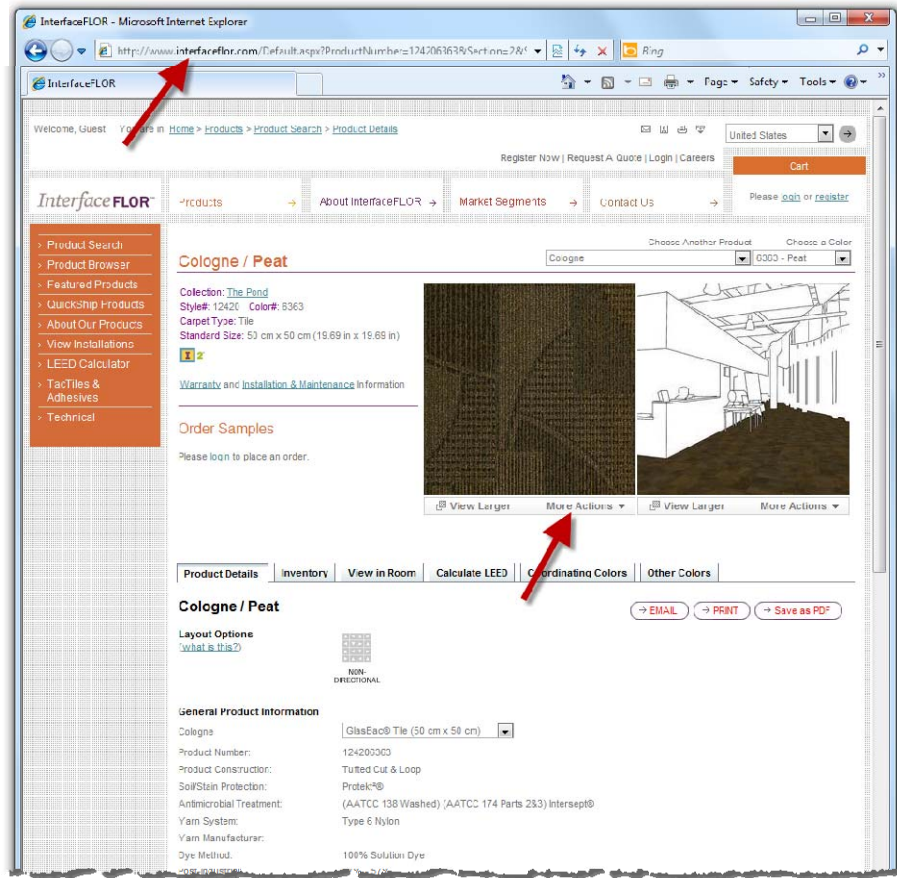 InterfaceFLOR - Microsoft Internet Explorer
http://www.interfaceflor.com/Default.aspx?ProductNumber=1242063638Section=2&
Bing
InterfaceFLOR
Page Safety Tools
Welcome, Guest You are in Home > Products > Product Search > Product Details
United States
Register Now | Request A Quote | Login | Careers
Cart
InterfaceFLOR
Products
About InterfaceFLOR
Market Segments
Contact Us
Please login or register
Product Search
Product Browser
Featured Products
QuickShip Products
About Our Products
View Installations
LEED Calculator
TacTiles &
Adhesives
Technical
Choose Another Product Choose a Color
Cologne / Peat
Cologne
6363 - Peat
Collection: The Pond
Style#: 12420 Color#: 6363
Carpet Type: Tile
Standard Size: 50 cm x 50 cm (19.69 in x 19.69 in)
Warranty and Installation & Maintenance Information
Order Samples
Please login to place an order.
View Larger More Actions
View Larger More Actions
Product Details Inventory View in Room Calculate LEED Coordinating Colors Other Colors
Cologne / Peat
EMAIL PRINT Save as PDF
Layout Options
(what is this?)
NON-
DIRECTIONAL
General Product Information
Cologne
GlasBac® Tile (50 cm x 50 cm)
Product Number: 124206363
Product Construction: Tufted Cut & Loop
Soil/Stain Protection: Protekt²®
Antimicrobial Treatment: (AATCC 138 Washed) (AATCC 174 Parts 2&3) Intersept®
Yarn System: Type 6 Nylon
Yarn Manufacturer:
Dye Method: 100% Solution Dye